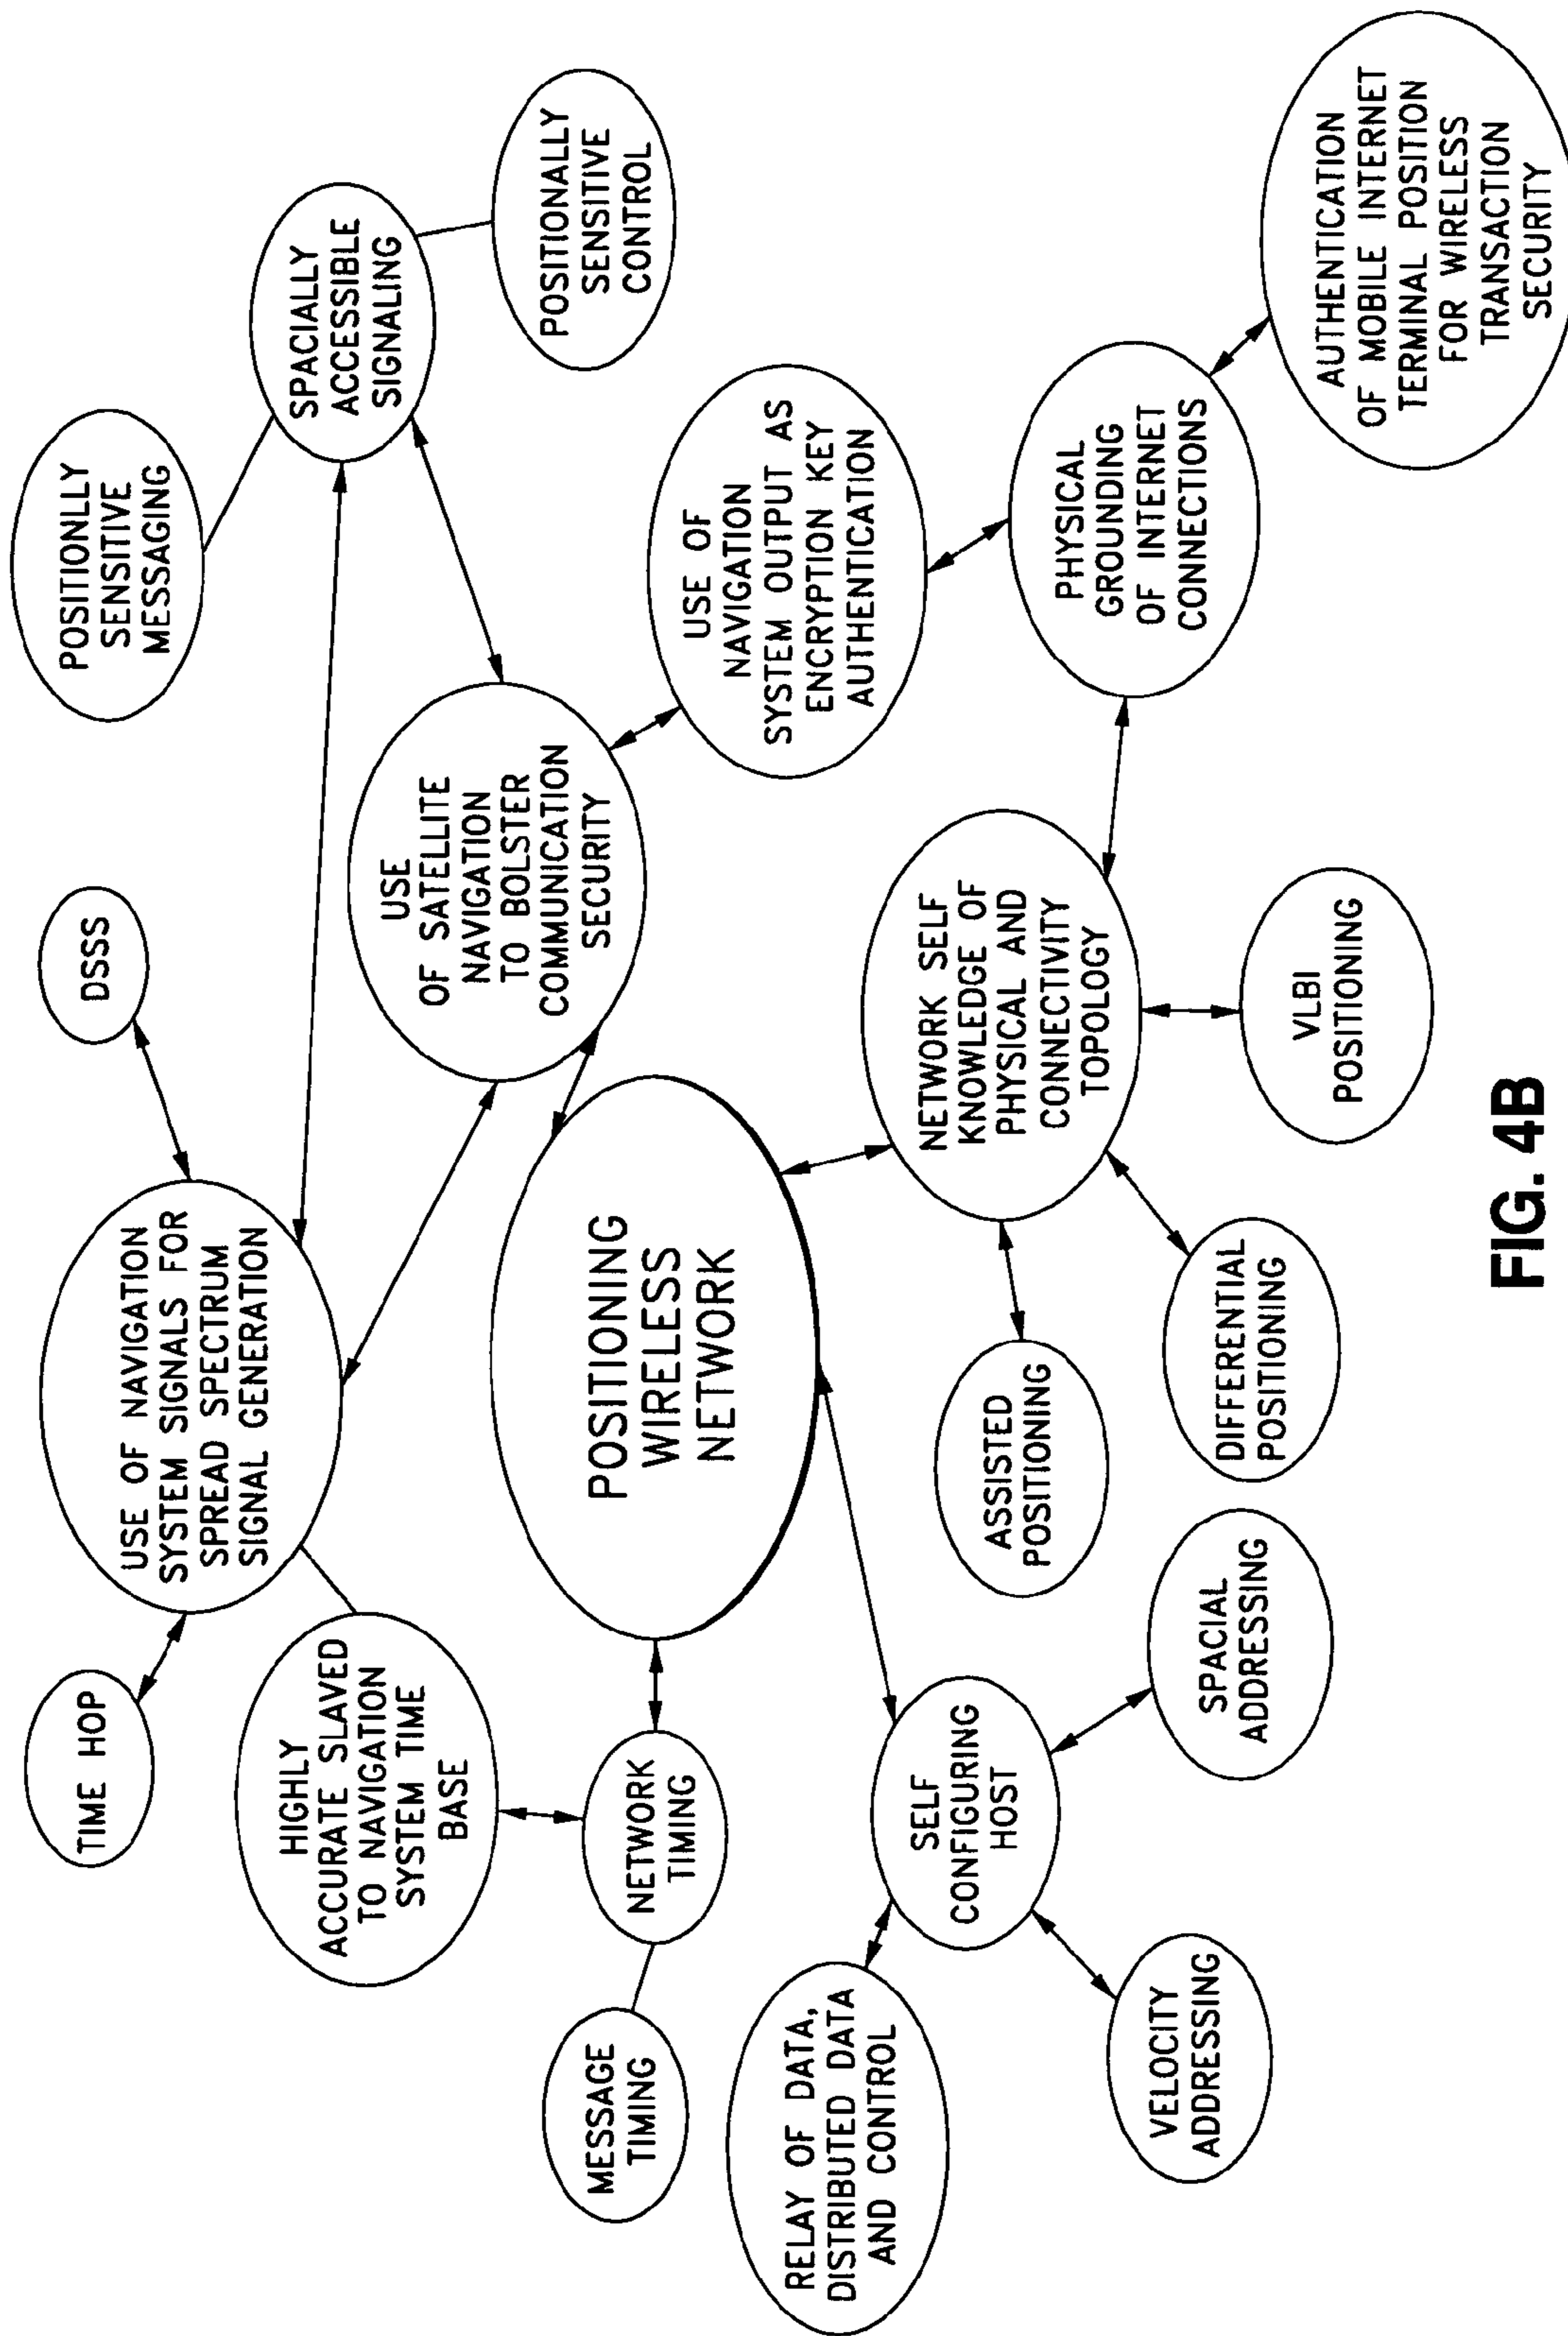 TIME HOP
USE OF NAVIGATION
SYSTEM SIGNALS FOR
SPREAD SPECTRUM
SIGNAL GENERATION
DSSS
POSITIONLLY
SENSITIVE
MESSAGING
HIGHLY
ACCURATE SLAVED
TO NAVIGATION
SYSTEM TIME
BASE
SPACIALLY
ACCESSIBLE
SIGNALING
USE
OF SATELLITE
NAVIGATION
TO BOLSTER
COMMUNICATION
SECURITY
POSITIONALLY
SENSITIVE
CONTROL
MESSAGE
TIMING
NETWORK
TIMING
POSITIONING
WIRELESS
NETWORK
USE OF
NAVIGATION
SYSTEM OUTPUT AS
ENCRYPTION KEY
AUTHENTICATION
RELAY OF DATA,
DISTRIBUTED DATA
AND CONTROL
SELF
CONFIGURING
HOST
ASSISTED
POSITIONING
NETWORK SELF
KNOWLEDGE OF
PHYSICAL AND
CONNECTIVITY
TOPOLOGY
PHYSICAL
GROUNDING
OF INTERNET
CONNECTIONS
VELOCITY
ADDRESSING
SPACIAL
ADDRESSING
DIFFERENTIAL
POSITIONING
VLBI
POSITIONING
AUTHENTICATION
OF MOBILE INTERNET
TERMINAL POSITION
FOR WIRELESS
TRANSACTION
SECURITY
FIG. 4B